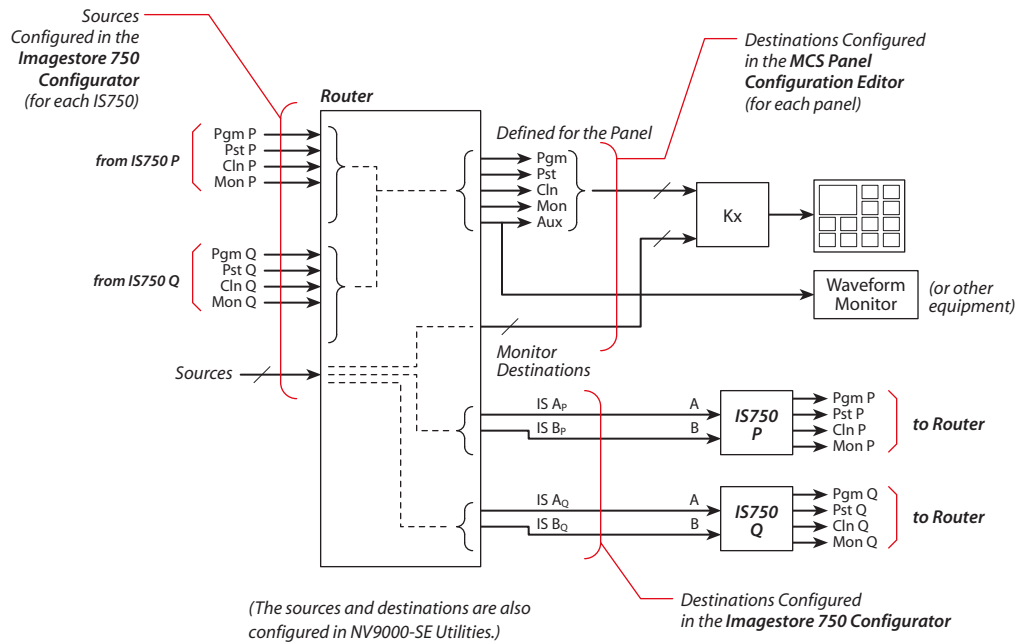 Sources
Configured in the
Imagestore 750
Configurator
(for each IS750)
Router
Destinations Configured
in the MCS Panel
Configuration Editor
(for each panel)
Defined for the Panel
from IS750 P
Pgm P
Pst P
Cln P
Mon P
Pgm
Pst
Cln
Mon
Aux
Kx
from IS750 Q
Pgm Q
Pst Q
Cln Q
Mon Q
Waveform
Monitor
(or other
equipment)
Monitor
Destinations
Sources
IS AP
A
IS BP
B
IS750
P
Pgm P
Pst P
Cln P
Mon P
to Router
IS AQ
A
IS BQ
B
IS750
Q
Pgm Q
Pst Q
Cln Q
Mon Q
to Router
(The sources and destinations are also
configured in NV9000-SE Utilities.)
Destinations Configured
in the Imagestore 750 Configurator